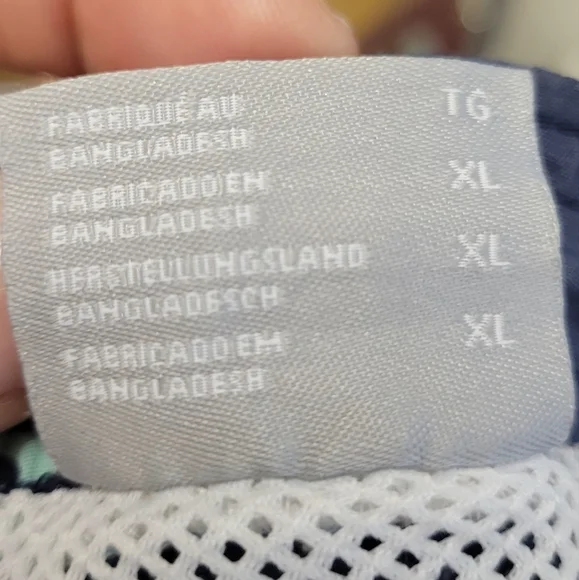 FABRIQUÉ AU TG
BANGLADESH
FABRICADO EN XL
BANGLADESH
HERSTELLUNGSLAND XL
BANGLADESCH
FABRICADO EM XL
BANGLADESH